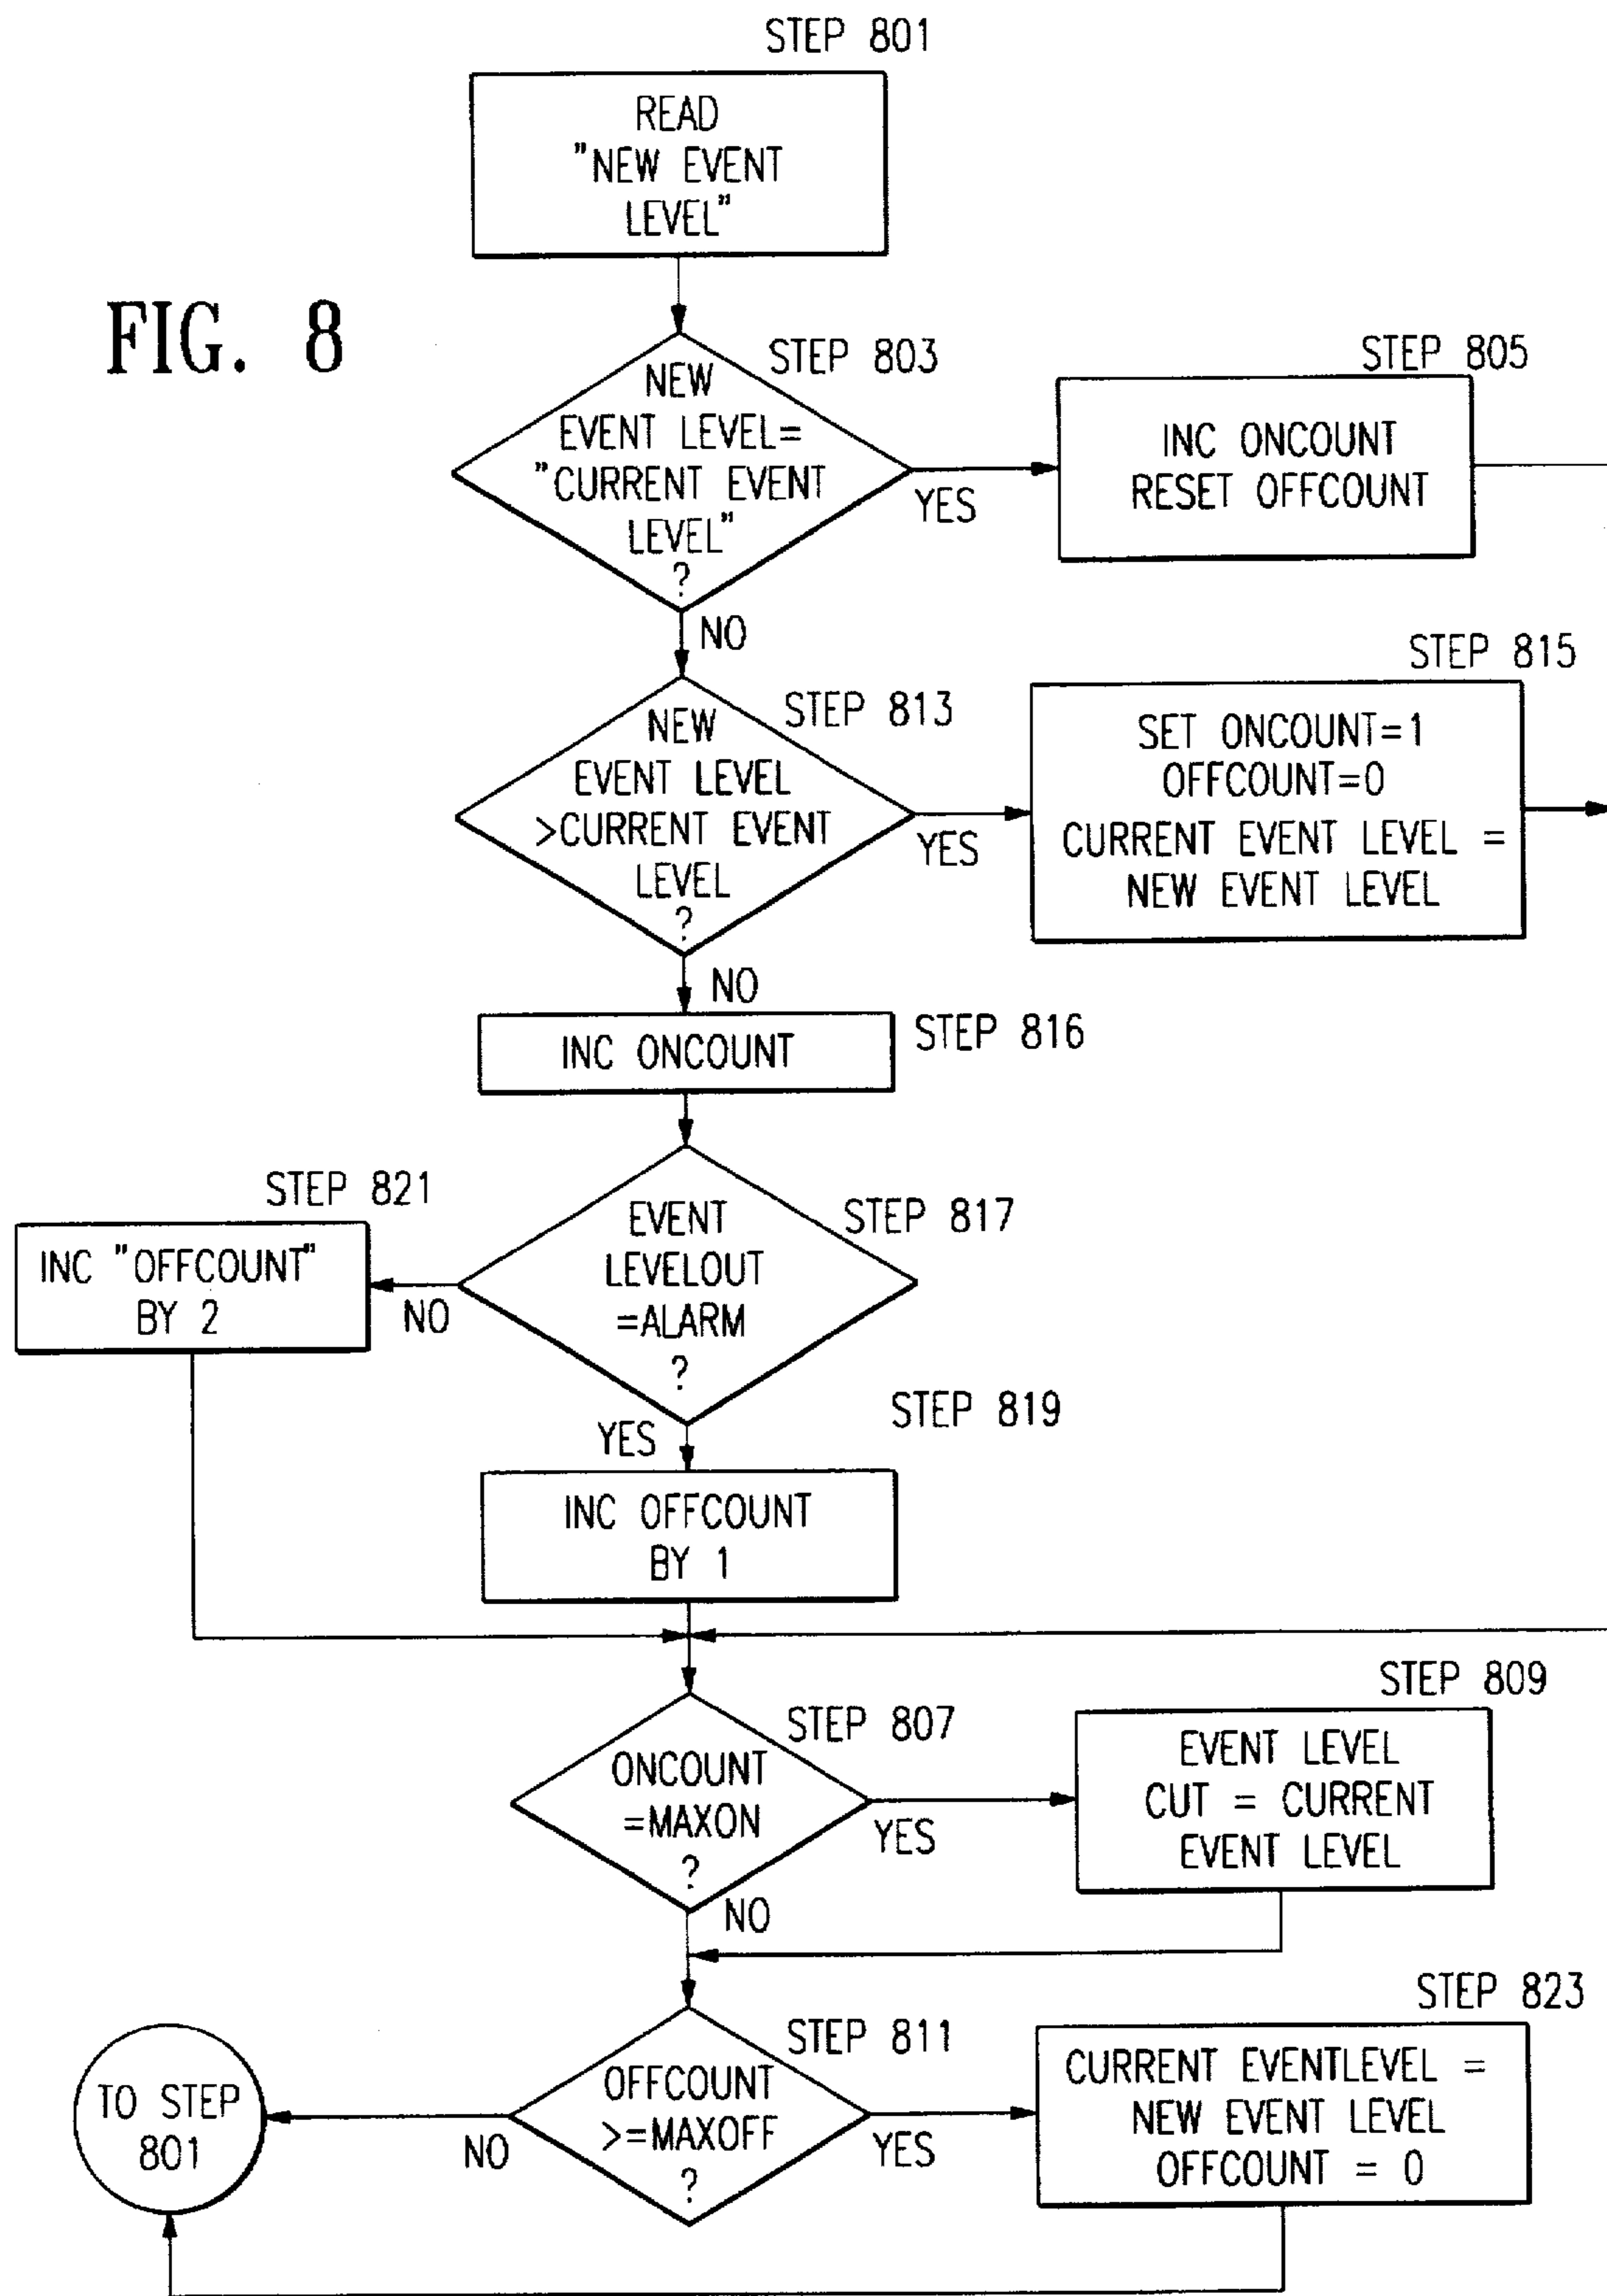 STEP 801
READ
"NEW EVENT
LEVEL"
FIG. 8
STEP 803
NEW
EVENT LEVEL=
"CURRENT EVENT
LEVEL"
?
YES
NO
STEP 805
INC ONCOUNT
RESET OFFCOUNT
STEP 813
NEW
EVENT LEVEL
>CURRENT EVENT
LEVEL
?
YES
NO
STEP 815
SET ONCOUNT=1
OFFCOUNT=0
CURRENT EVENT LEVEL =
NEW EVENT LEVEL
INC ONCOUNT
STEP 816
STEP 821
INC "OFFCOUNT"
BY 2
NO
STEP 817
EVENT
LEVELOUT
=ALARM
?
YES
STEP 819
INC OFFCOUNT
BY 1
STEP 807
ONCOUNT
=MAXON
?
YES
NO
STEP 809
EVENT LEVEL
CUT = CURRENT
EVENT LEVEL
STEP 811
OFFCOUNT
>=MAXOFF
?
YES
NO
TO STEP
801
STEP 823
CURRENT EVENTLEVEL =
NEW EVENT LEVEL
OFFCOUNT = 0